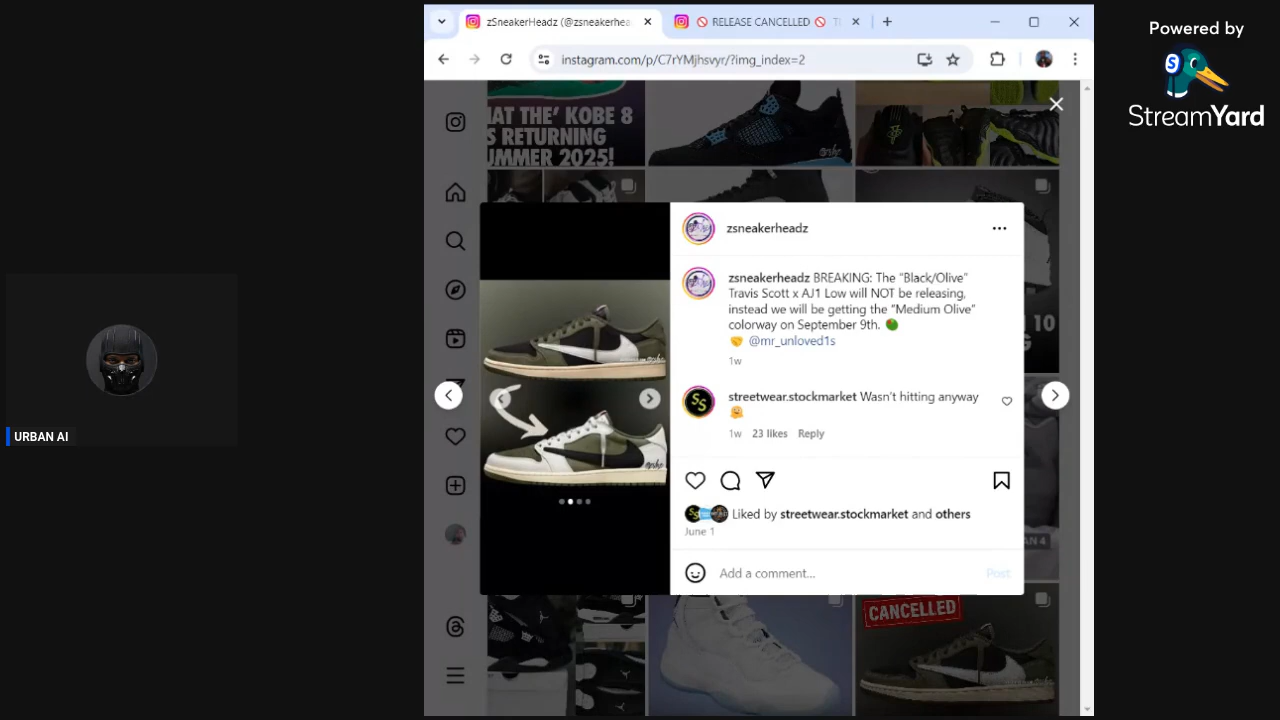 zSneakerHeadz (@zsneakerhea
RELEASE CANCELLED
instagram.com/p/C7rYMjhsvyr/?img_index=2
Powered by
StreamYard
URBAN AI
AT THE' KOBE 8
S RETURNING
UMMER 2025!
zsneakerheadz
zsneakerheadz BREAKING: The “Black/Olive”
Travis Scott x AJ1 Low will NOT be releasing,
instead we will be getting the “Medium Olive”
colorway on September 9th.
@mr_unloved1s
1w
streetwear.stockmarket Wasn't hitting anyway
1w 23 likes Reply
Liked by streetwear.stockmarket and others
June 1
Add a comment...
Post
10
AN 4
CANCELLED